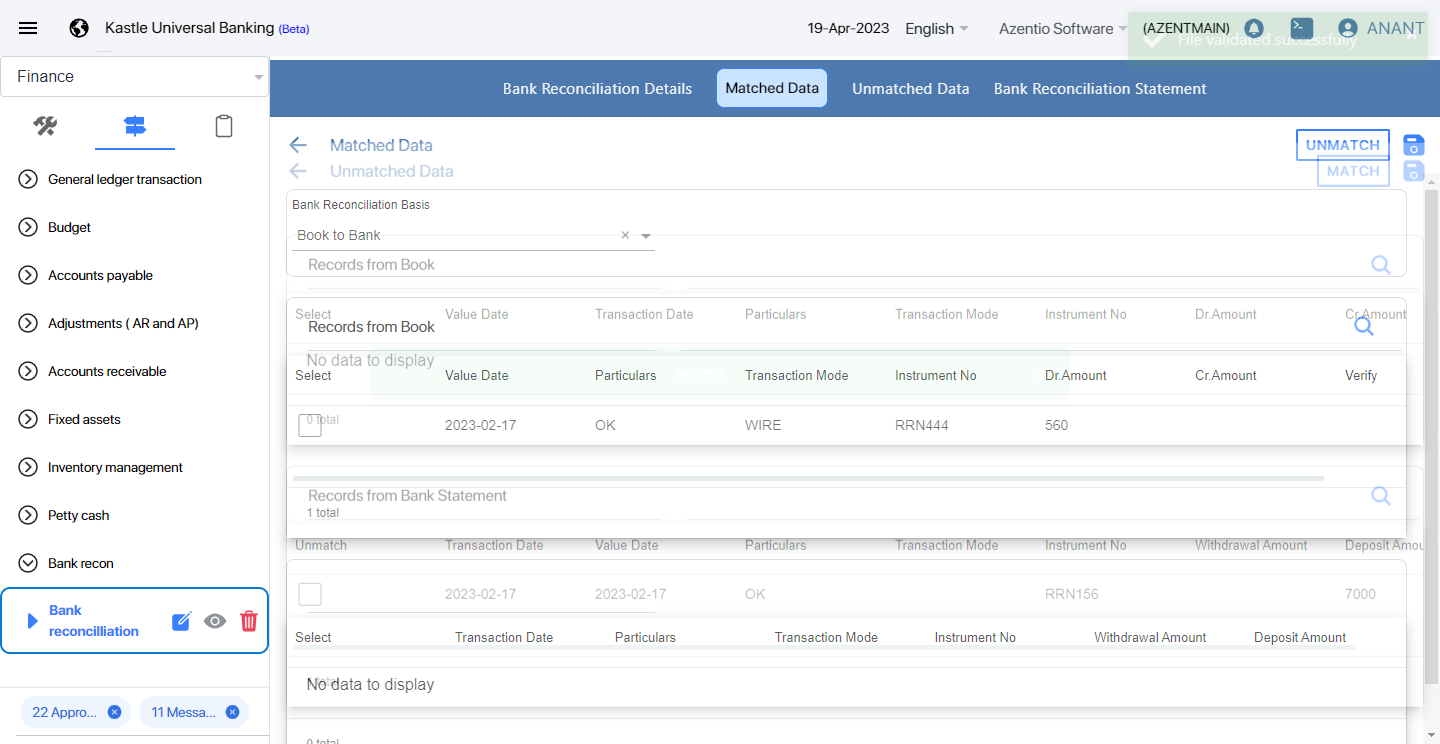 Kastle Universal Banking (Beta)
19-Apr-2023
English
Azentio Software
(AZENTMAIN)
ANANT
File validated successfully
Finance
Bank Reconciliation Details
Matched Data
Unmatched Data
Bank Reconciliation Statement
General ledger transaction
Budget
Accounts payable
Adjustments ( AR and AP)
Accounts receivable
Fixed assets
Inventory management
Petty cash
Bank recon
Bank
reconcilliation
22 Appro...
11 Messa...
Matched Data
UNMATCH
Unmatched Data
MATCH
Bank Reconciliation Basis
Book to Bank
Records from Book
Select Value Date Transaction Date Particulars Transaction Mode Instrument No Dr.Amount Cr.Amount
Records from Book
No data to display
Select Value Date Particulars Transaction Mode Instrument No Dr.Amount Cr.Amount Verify
0 total
2023-02-17 OK WIRE RRN444 560
Records from Bank Statement
1 total
Unmatch Transaction Date Value Date Particulars Transaction Mode Instrument No Withdrawal Amount Deposit Amou
2023-02-17 2023-02-17 OK RRN156 7000
Select Transaction Date Particulars Transaction Mode Instrument No Withdrawal Amount Deposit Amount
1 total
No data to display
0 total